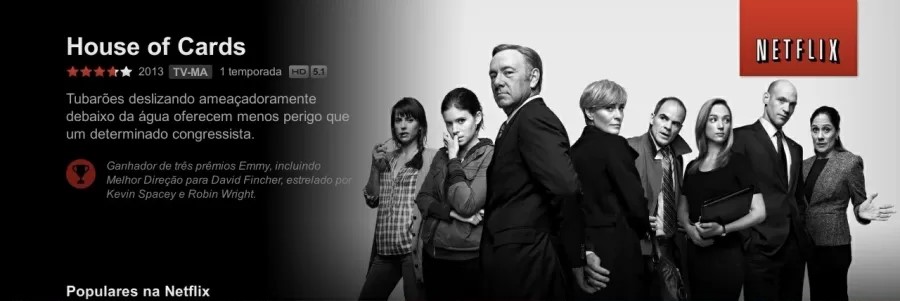 House of Cards
2013 TV-MA 1 temporada HD 5.1
Tubarões deslizando ameaçadoramente
debaixo da água oferecem menos perigo que
um determinado congressista.
Ganhador de três prêmios Emmy, incluindo
Melhor Direção para David Fincher, estrelado por
Kevin Spacey e Robin Wright.
NETFLIX
Populares na Netflix